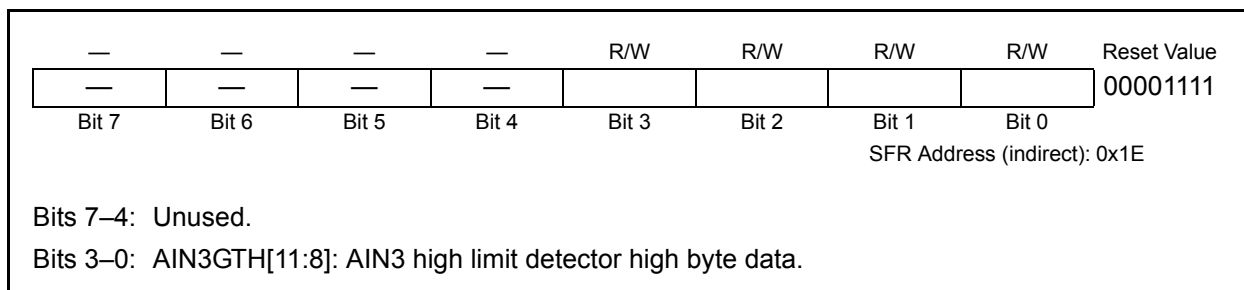 — — — — R/W R/W R/W R/W Reset Value
— — — — 00001111
Bit 7 Bit 6 Bit 5 Bit 4 Bit 3 Bit 2 Bit 1 Bit 0
SFR Address (indirect): 0x1E
Bits 7–4: Unused.
Bits 3–0: AIN3GTH[11:8]: AIN3 high limit detector high byte data.